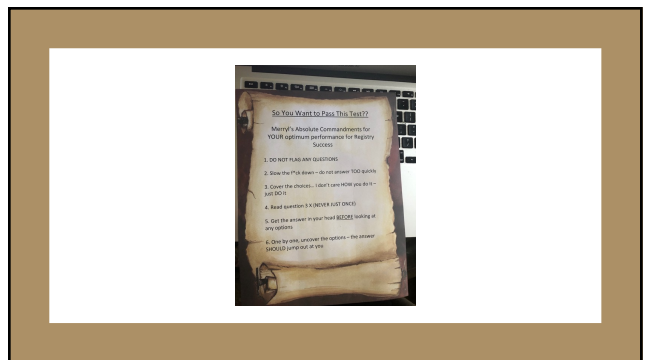 So You Want to Pass This Test??
Merryl's Absolute Commandments for
YOUR optimum performance for Registry
Success
1. DO NOT FLAG ANY QUESTIONS
2. Slow the f*ck down – do not answer TOO quickly
3. Cover the choices… I don't care HOW you do it –
just DO it
4. Read question 3 X (NEVER JUST ONCE)
5. Get the answer in your head BEFORE looking at
any options
6. One by one, uncover the options – the answer
SHOULD jump out at you